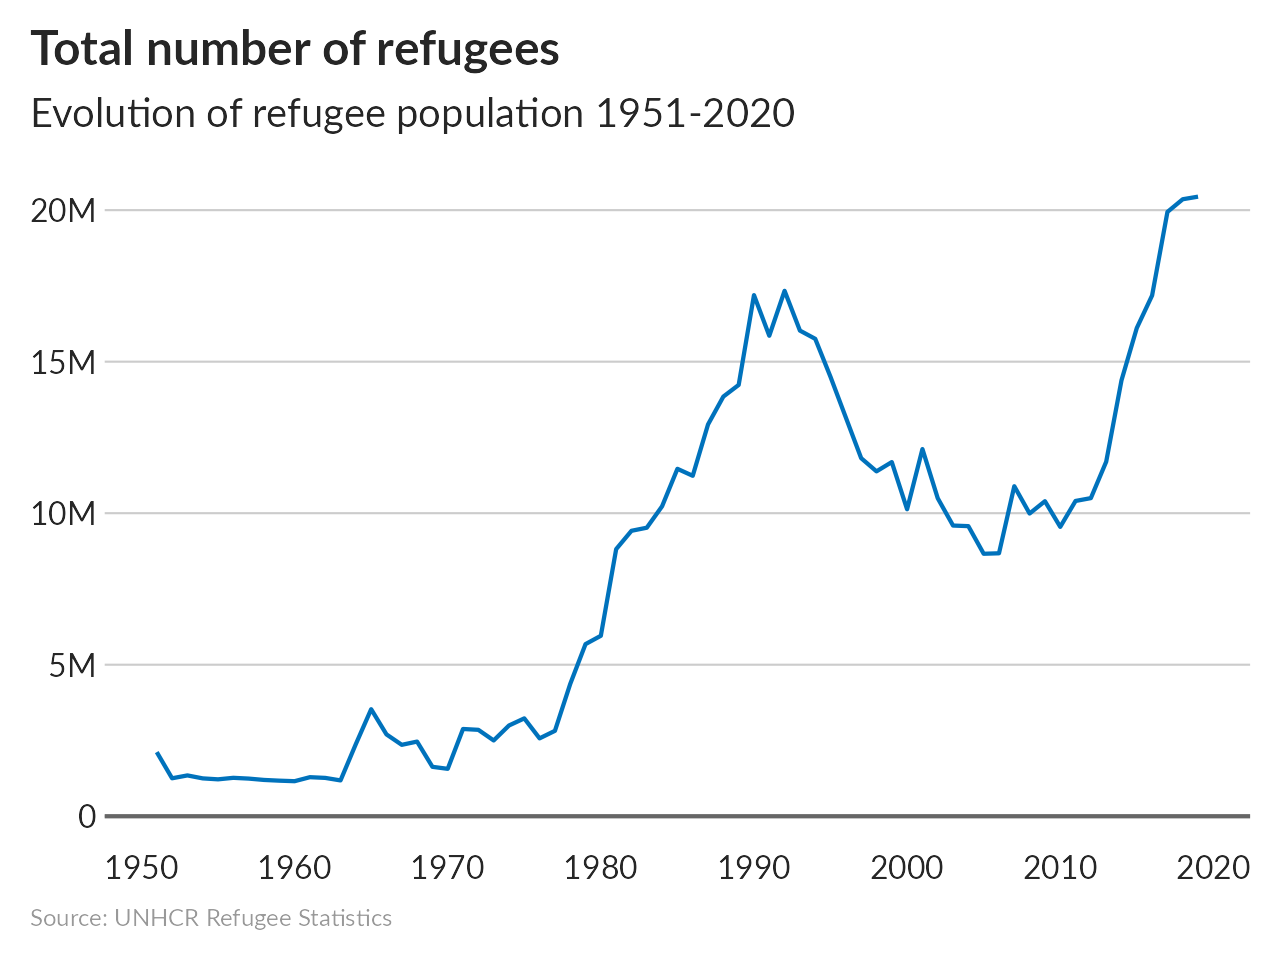 Total number of refugees
Evolution of refugee population 1951-2020
20M
15M
10M
5M
0
1950 1960 1970 1980 1990 2000 2010 2020
Source: UNHCR Refugee Statistics